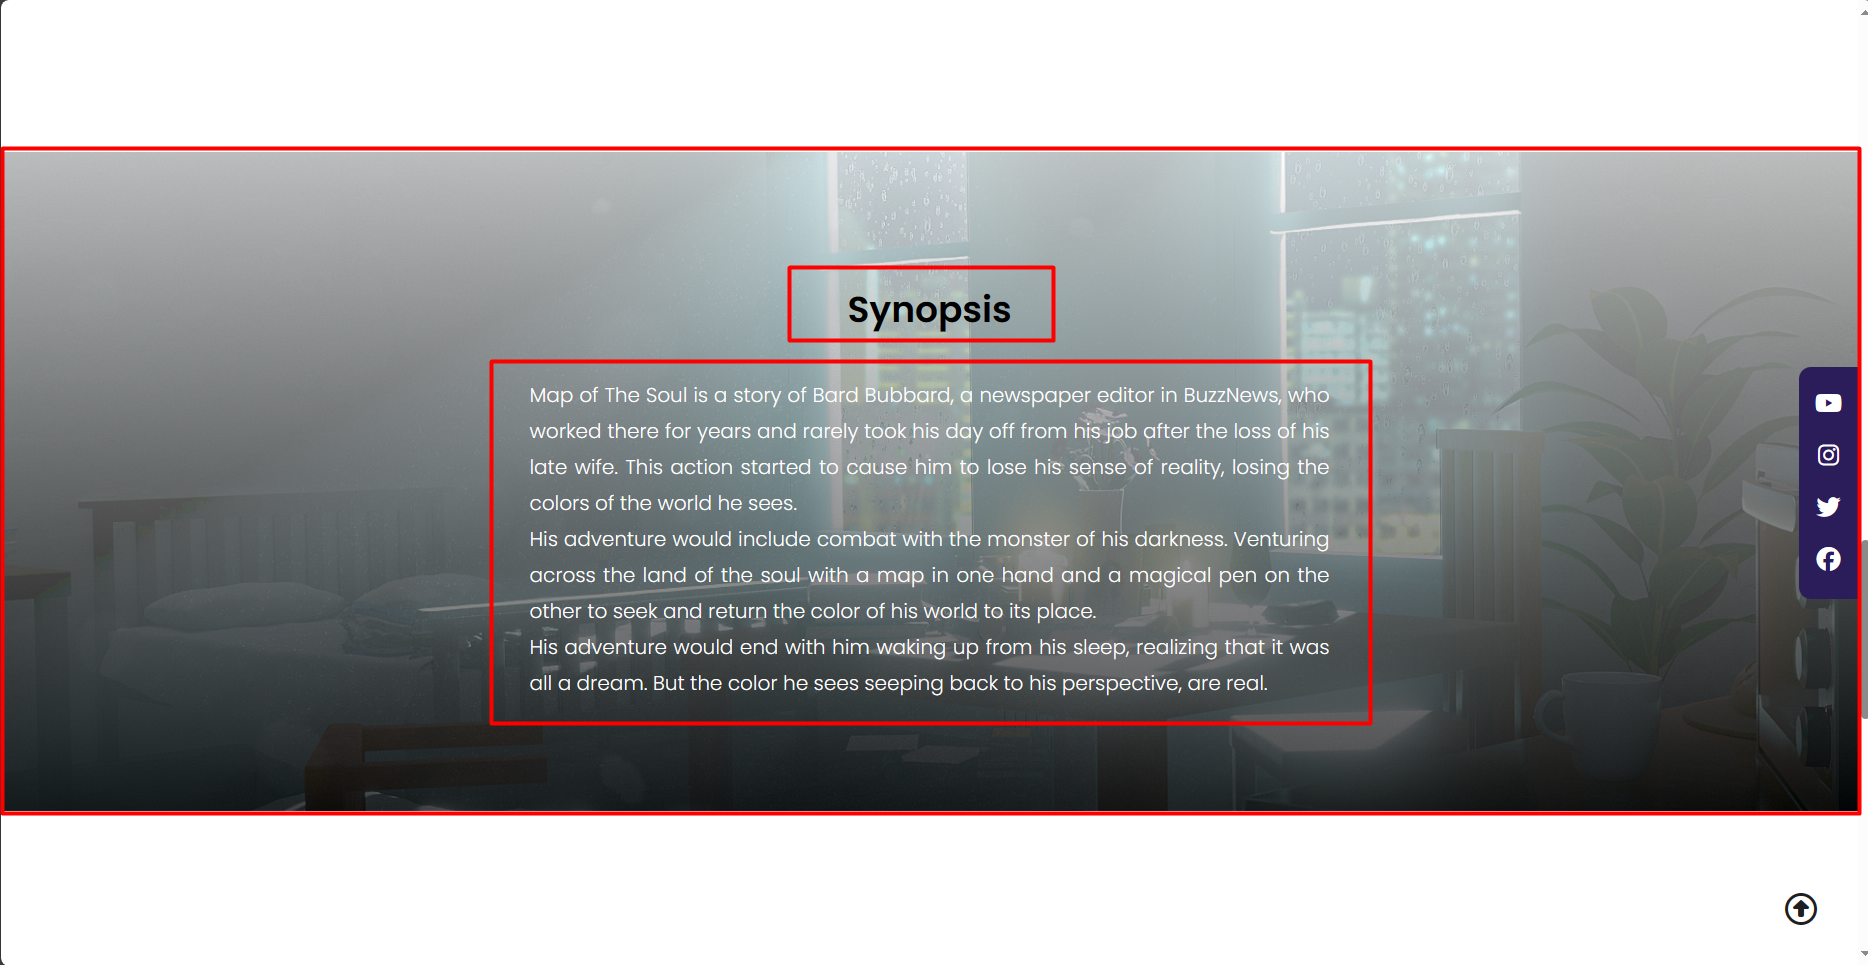 Synopsis
Map of The Soul is a story of Bard Bubbard, a newspaper editor in BuzzNews, who
worked there for years and rarely took his day off from his job after the loss of his
late wife. This action started to cause him to lose his sense of reality, losing the
colors of the world he sees.
His adventure would include combat with the monster of his darkness. Venturing
across the land of the soul with a map in one hand and a magical pen on the
other to seek and return the color of his world to its place.
His adventure would end with him waking up from his sleep, realizing that it was
all a dream. But the color he sees seeping back to his perspective, are real.